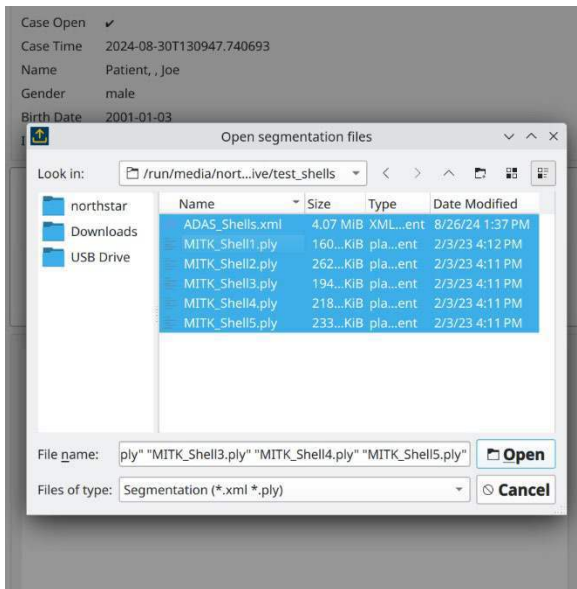 Case Open ✔
Case Time 2024-08-30T130947.740693
Name Patient, , Joe
Gender male
Birth Date 2001-01-03
Open segmentation files
Look in: /run/media/nort...ive/test_shells
northstar
Downloads
USB Drive
Name Size Type Date Modified
ADAS_Shells.xml 4.07 MiB XML...ent 8/26/24 1:37 PM
MITK_Shell1.ply 160...KiB pla...ent 2/3/23 4:12 PM
MITK_Shell2.ply 262...KiB pla...ent 2/3/23 4:11 PM
MITK_Shell3.ply 194...KiB pla...ent 2/3/23 4:11 PM
MITK_Shell4.ply 218...KiB pla...ent 2/3/23 4:11 PM
MITK_Shell5.ply 233...KiB pla...ent 2/3/23 4:11 PM
File name: ply" "MITK_Shell3.ply" "MITK_Shell4.ply" "MITK_Shell5.ply" Open
Files of type: Segmentation (*.xml *.ply) Cancel